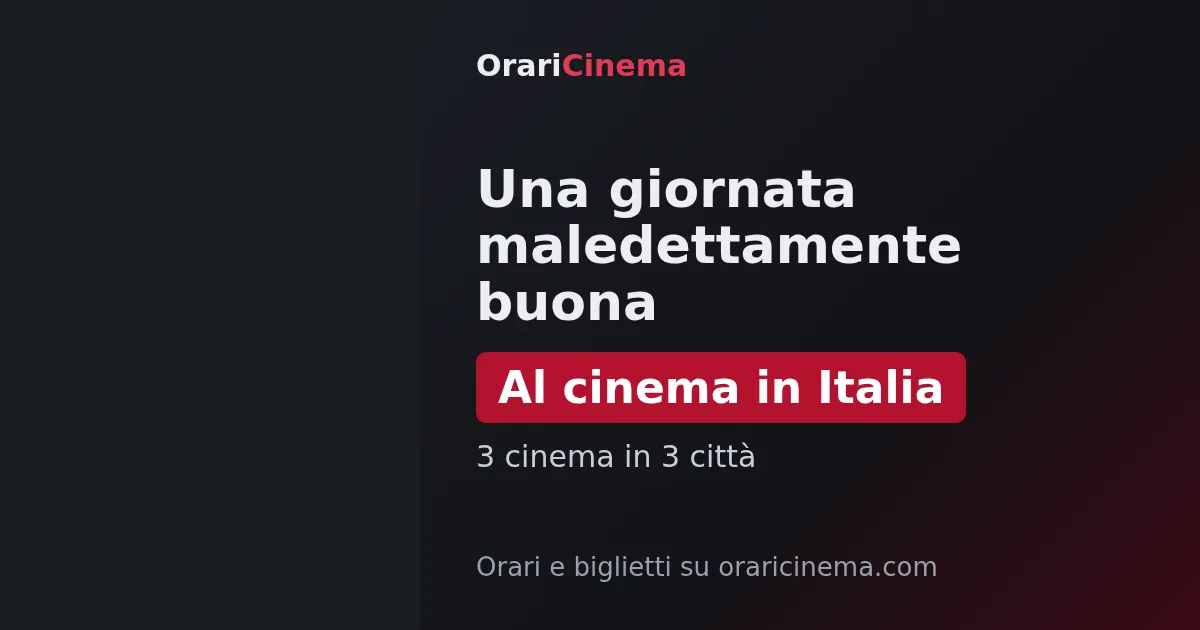 OrariCinema
Una giornata
maledettamente
buona
Al cinema in Italia
3 cinema in 3 città
Orari e biglietti su oraricinema.com